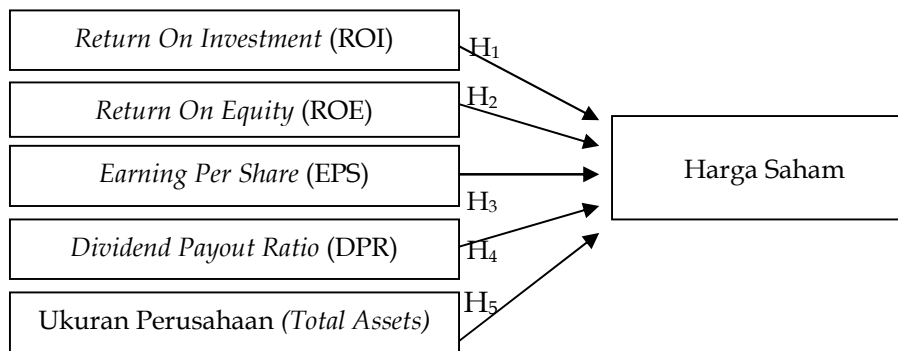 Return On Investment (ROI)
H₁
Return On Equity (ROE)
H₂
Harga Saham
Earning Per Share (EPS)
H₃
Dividend Payout Ratio (DPR)
H₄
Ukuran Perusahaan (Total Assets)
H₅